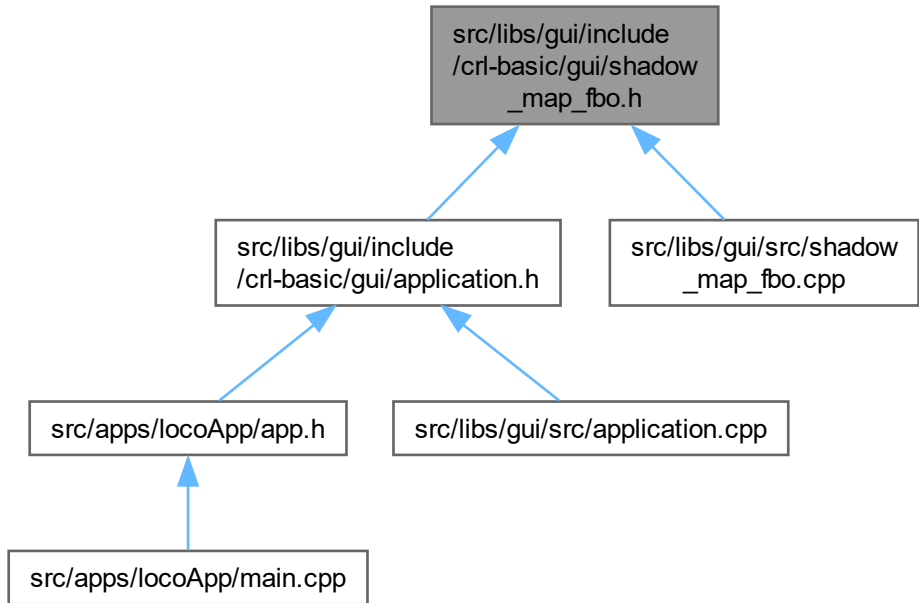 src/libs/gui/include
/crl-basic/gui/shadow
_map_fbo.h
src/libs/gui/include
/crl-basic/gui/application.h
src/libs/gui/src/shadow
_map_fbo.cpp
src/apps/locoApp/app.h
src/libs/gui/src/application.cpp
src/apps/locoApp/main.cpp